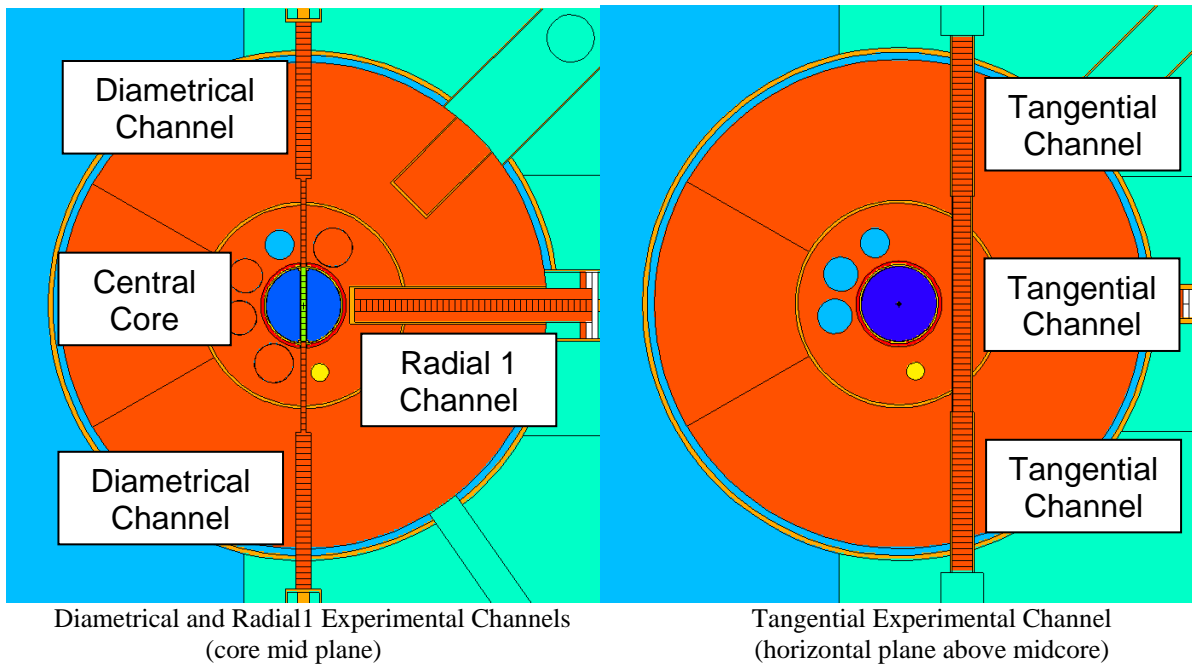 Diametrical
Channel
Central
Core
Radial 1
Channel
Diametrical
Channel
Diametrical and Radial1 Experimental Channels
(core mid plane)
Tangential
Channel
Tangential
Channel
Tangential
Channel
Tangential Experimental Channel
(horizontal plane above midcore)